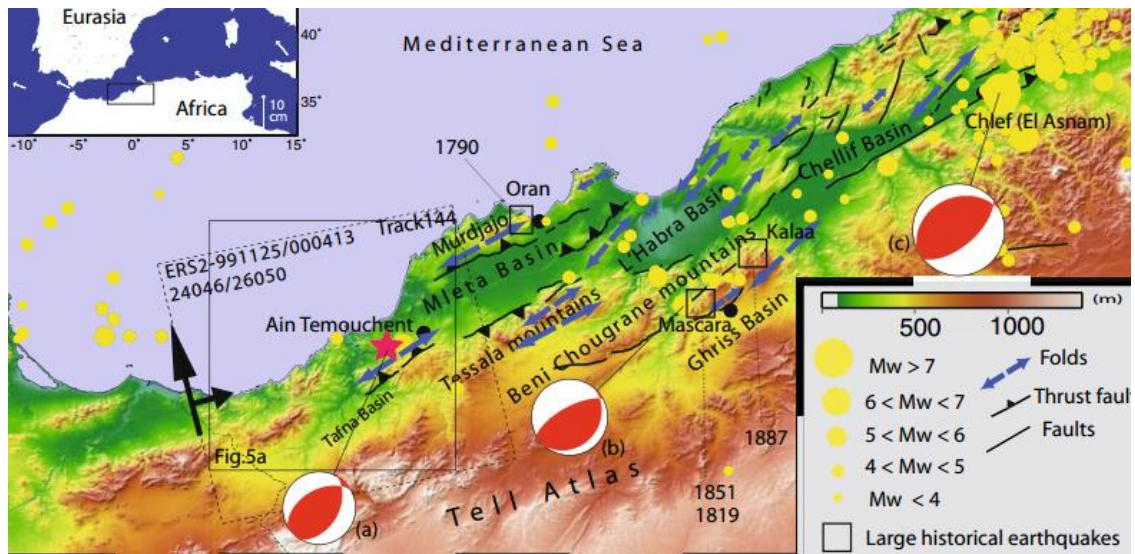 Eurasia
Africa
10
cm
40°
35°
-10° -5° 0° 5° 10° 15°
Mediterranean Sea
1790
Oran
Chlef (El Asnam)
Chellif Basin
Track144
ERS2-991125/000413
24046/26050
Murdjajo
Mleta Basin
L'Habra Basin
Kalaa
(c)
Ain Temouchent
Tessala mountains
Beni Chougrane mountains
Mascara
Ghriss Basin
Tafna Basin
Fig.5a
(a)
(b)
Tell Atlas
1887
1851
1819
(m)
500 1000
Mw > 7
6 < Mw < 7
5 < Mw < 6
4 < Mw < 5
Mw < 4
Folds
Thrust fault
Faults
Large historical earthquakes